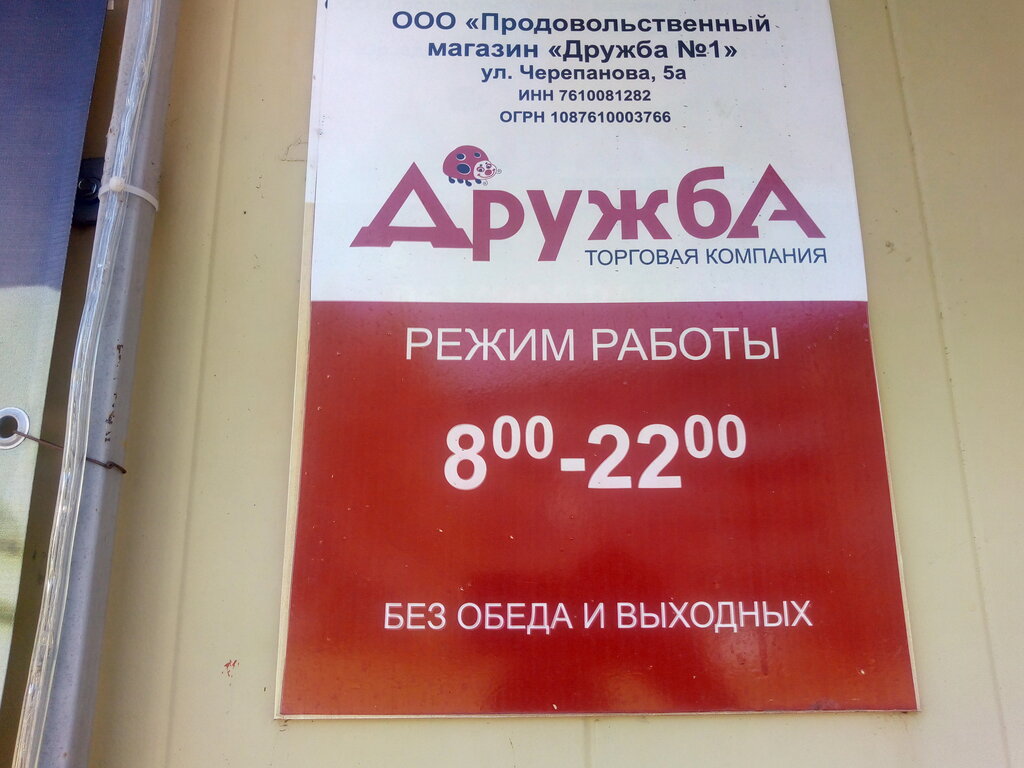 ООО «Продовольственный
магазин «Дружба №1»
ул. Черепанова, 5а
ИНН 7610081282
ОГРН 1087610003766
ДружбА
ТОРГОВАЯ КОМПАНИЯ
РЕЖИМ РАБОТЫ
8⁰⁰-22⁰⁰
БЕЗ ОБЕДА И ВЫХОДНЫХ